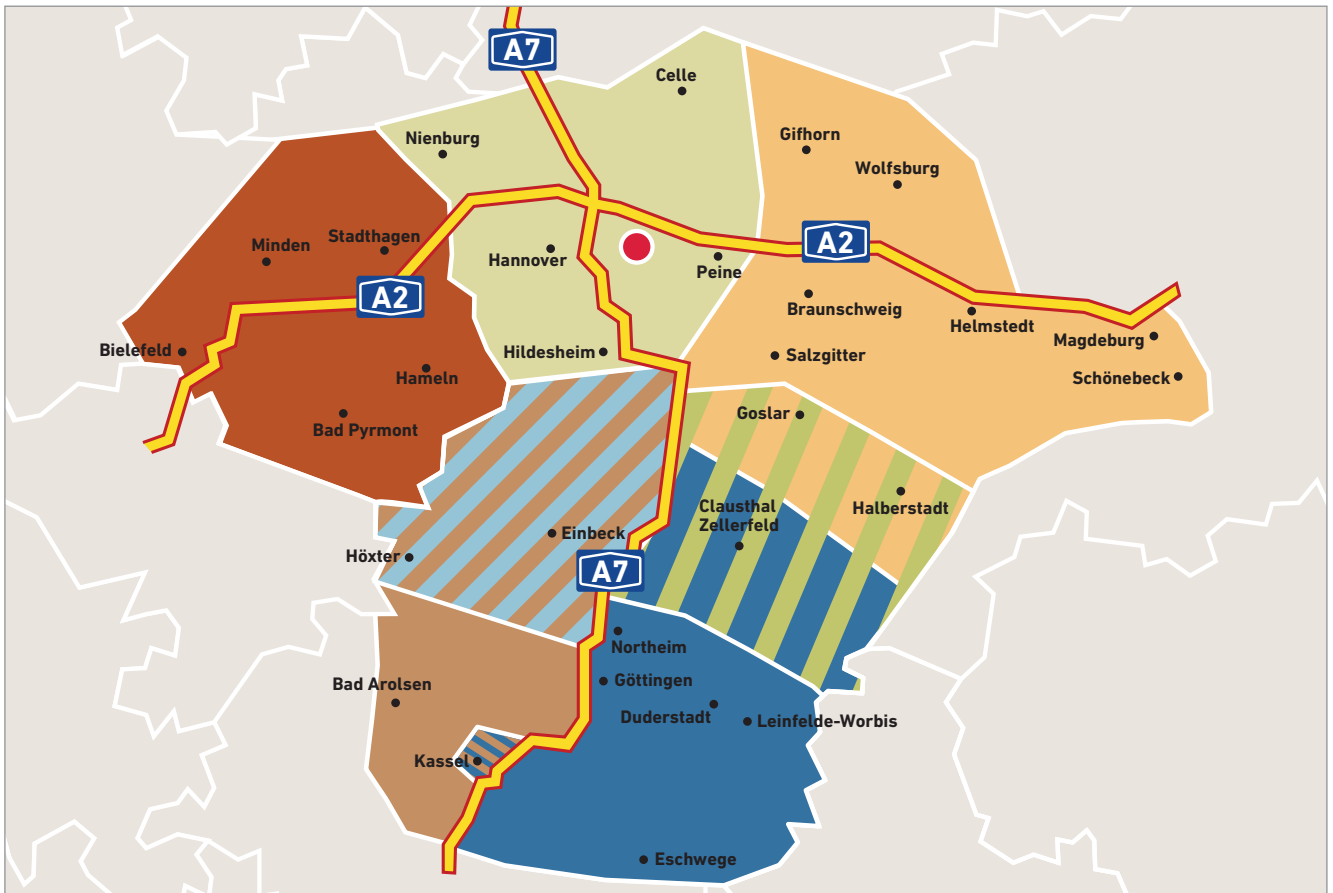 A7
Celle
Nienburg
Gifhorn
Wolfsburg
Stadthagen
Minden
Hannover
Peine
A2
A2
Braunschweig
Helmstedt
Magdeburg
Bielefeld
Hildesheim
Salzgitter
Hameln
Schönebeck
Bad Pyrmont
Goslar
Clausthal
Zellerfeld
Halberstadt
Einbeck
Höxter
A7
Northeim
Göttingen
Bad Arolsen
Duderstadt
Leinfelde-Worbis
Kassel
Eschwege